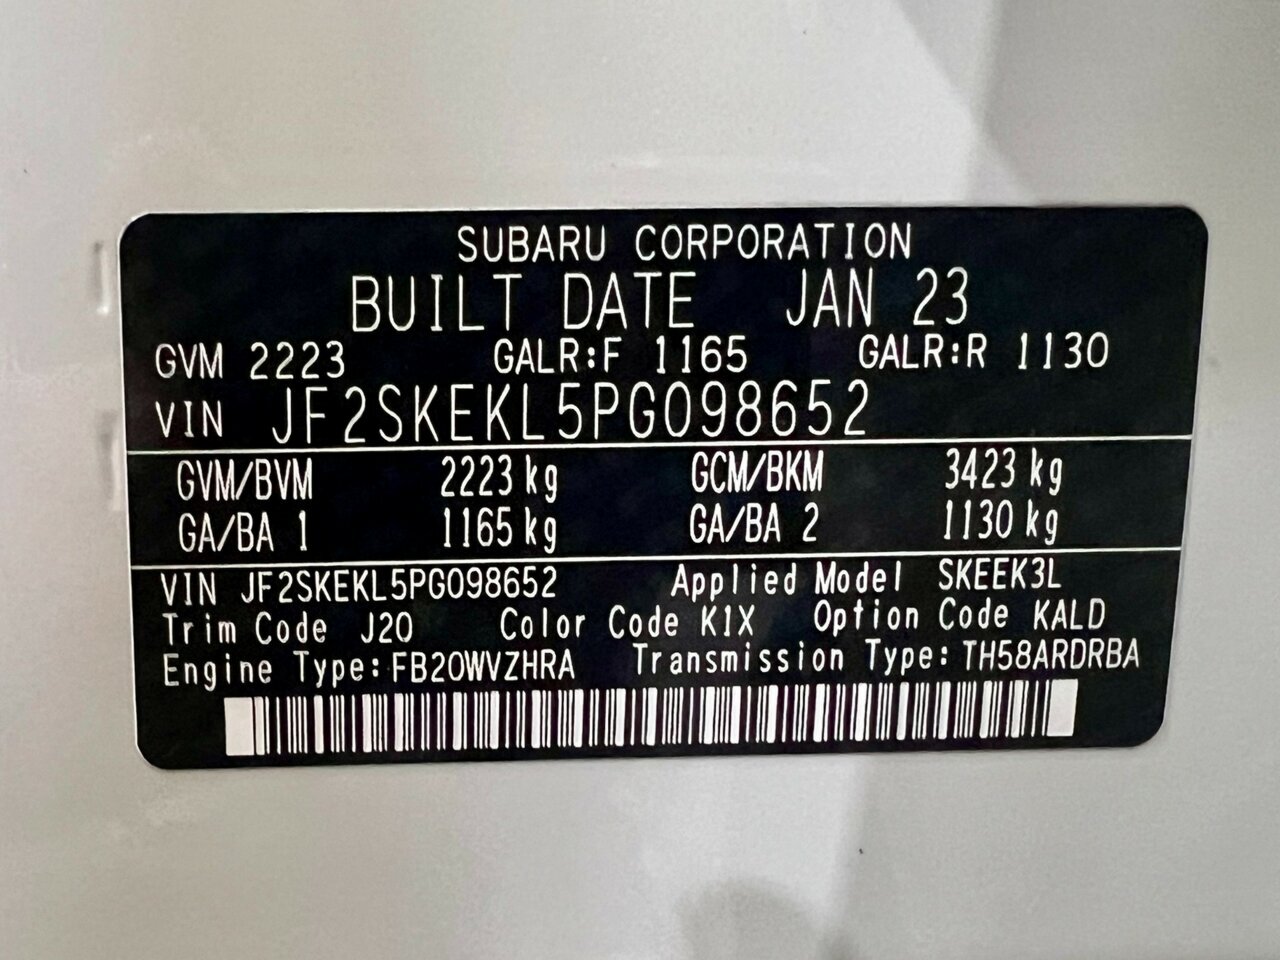 SUBARU CORPORATION
BUILT DATE JAN 23
GVM 2223 GALR:F 1165 GALR:R 1130
VIN JF2SKEKL5PG098652
GVM/BVM 2223 kg GCM/BKM 3423 kg
GA/BA 1 1165 kg GA/BA 2 1130 kg
VIN JF2SKEKL5PG098652 Applied Model SKEEK3L
Trim Code J20 Color Code K1X Option Code KALD
Engine Type:FB20WVZHRA Transmission Type:TH58ARDRBA